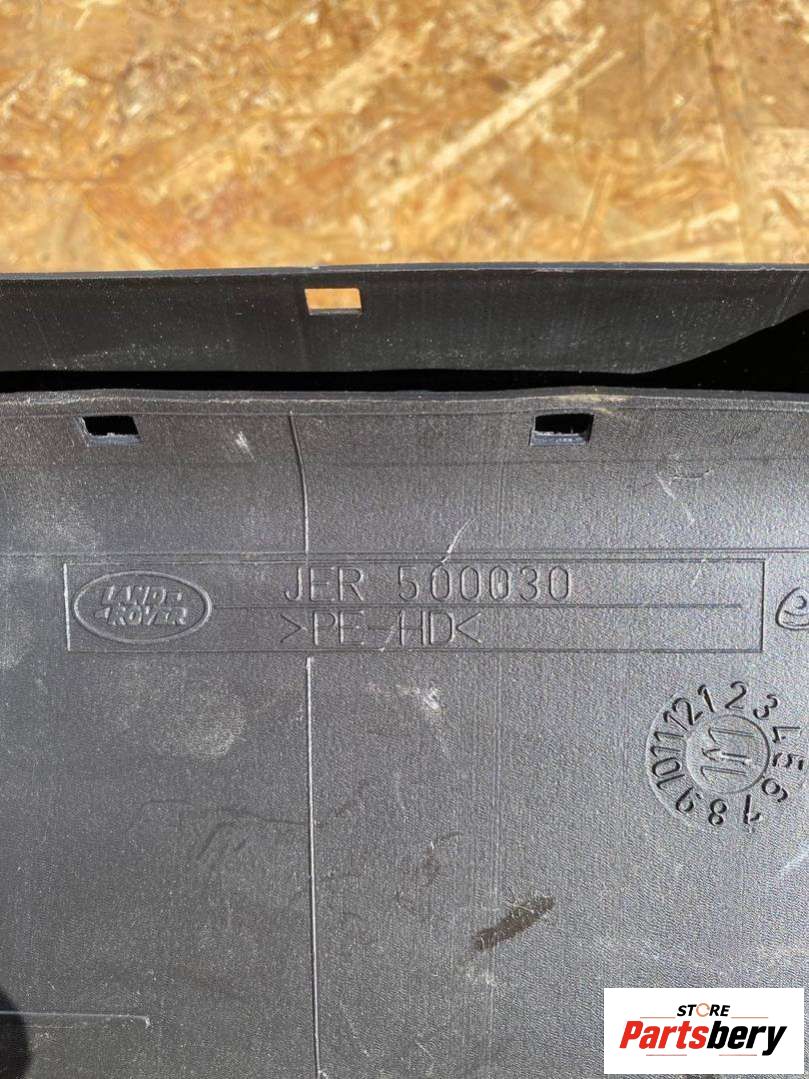 LAND-
ROVER
JER 500030
>PE-HD<
1 2 3 4 5 6 7 8 9 10 11 12
11
STORE
Partsbery